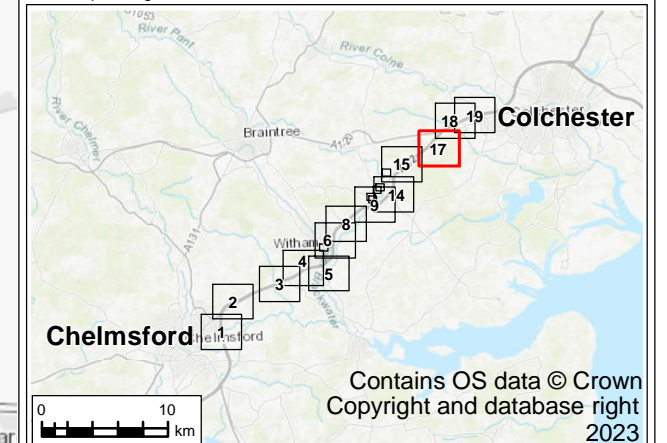 River Pant
River Colne
River Chelmer
Braintree
A120
A12
A131
Witham
Colchester
Chelmsford
Chelmsford
18
19
17
15
14
9
8
6
4
5
3
2
1
0
10
km
Contains OS data © Crown
Copyright and database right
2023
ar